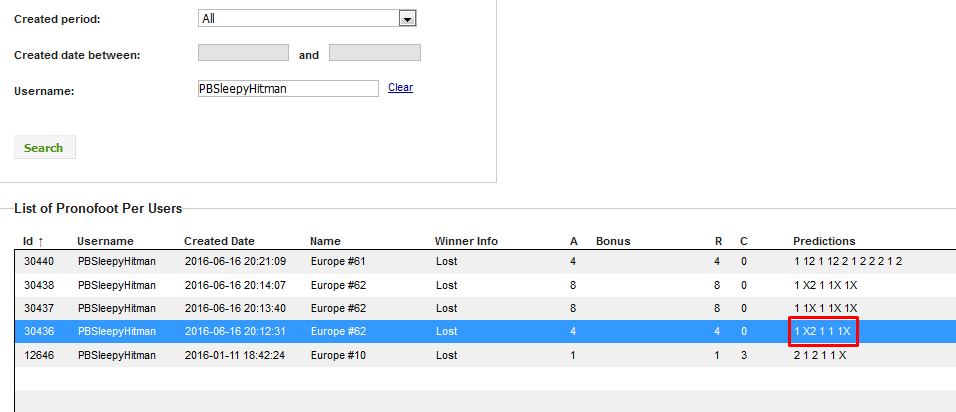 Created period: All
Created date between: and
Username: PBSleepyHitman Clear
Search
List of Pronofoot Per Users
Id ↑ Username Created Date Name Winner Info A Bonus R C Predictions
30440 PBSleepyHitman 2016-06-16 20:21:09 Europe #61 Lost 4 4 0 1 12 1 12 2 1 2 2 2 1 2
30438 PBSleepyHitman 2016-06-16 20:14:07 Europe #62 Lost 8 8 0 1 X2 1 1X 1X
30437 PBSleepyHitman 2016-06-16 20:13:40 Europe #62 Lost 8 8 0 1 1X 1 1X 1X
30436 PBSleepyHitman 2016-06-16 20:12:31 Europe #62 Lost 4 4 0 1 X2 1 1 1X
12646 PBSleepyHitman 2016-01-11 18:42:24 Europe #10 Lost 1 1 3 2 1 2 1 1 X